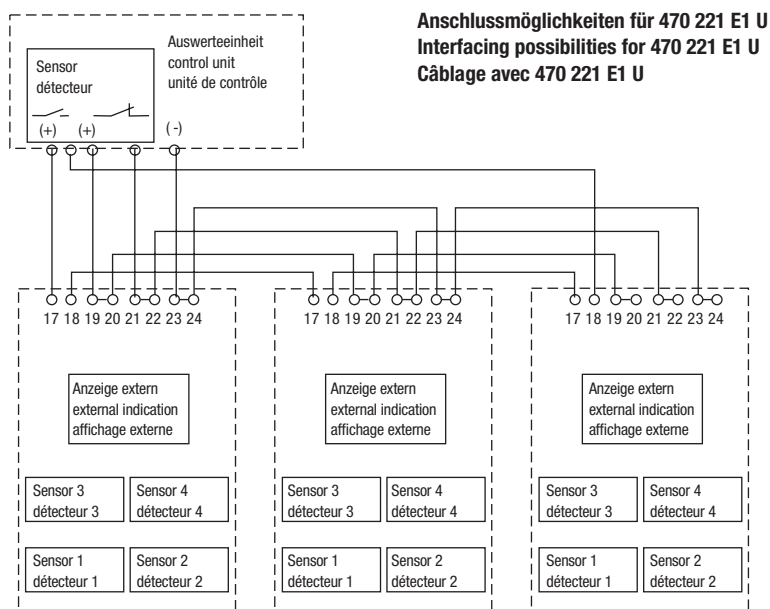 Anschlussmöglichkeiten für 470 221 E1 U
Interfacing possibilities for 470 221 E1 U
Câblage avec 470 221 E1 U
Auswerteeinheit
control unit
unité de contrôle
Sensor
détecteur
(+) (+) (-)
17 18 19 20 21 22 23 24
17 18 19 20 21 22 23 24
17 18 19 20 21 22 23 24
Anzeige extern
external indication
affichage externe
Anzeige extern
external indication
affichage externe
Anzeige extern
external indication
affichage externe
Sensor 3
détecteur 3
Sensor 4
détecteur 4
Sensor 3
détecteur 3
Sensor 4
détecteur 4
Sensor 3
détecteur 3
Sensor 4
détecteur 4
Sensor 1
détecteur 1
Sensor 2
détecteur 2
Sensor 1
détecteur 1
Sensor 2
détecteur 2
Sensor 1
détecteur 1
Sensor 2
détecteur 2